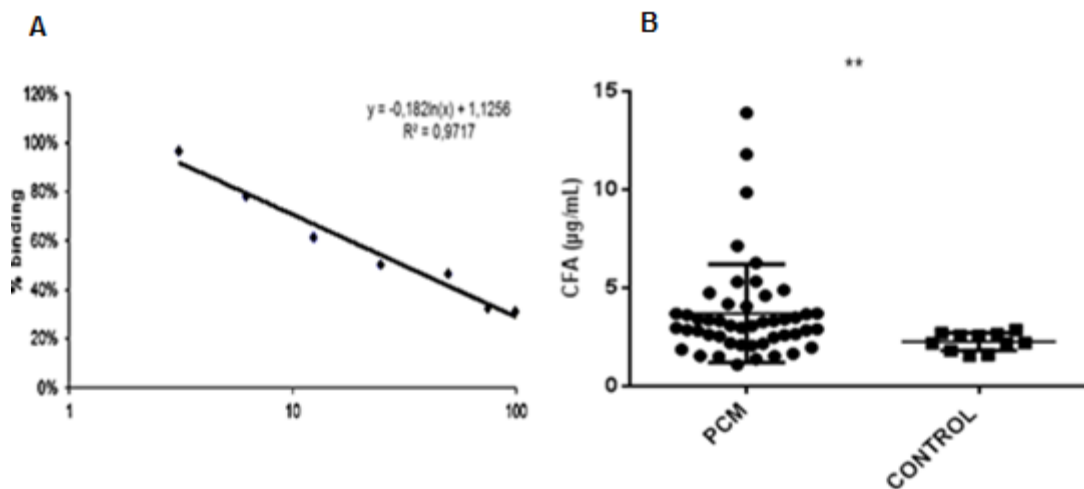 A
120%
100%
80%
60%
40%
20%
0%
% binding
1
10
100
y = -0,182ln(x) + 1,1256
R² = 0,9717
B
**
15
10
5
0
CFA (µg/mL)
PCM
CONTROL